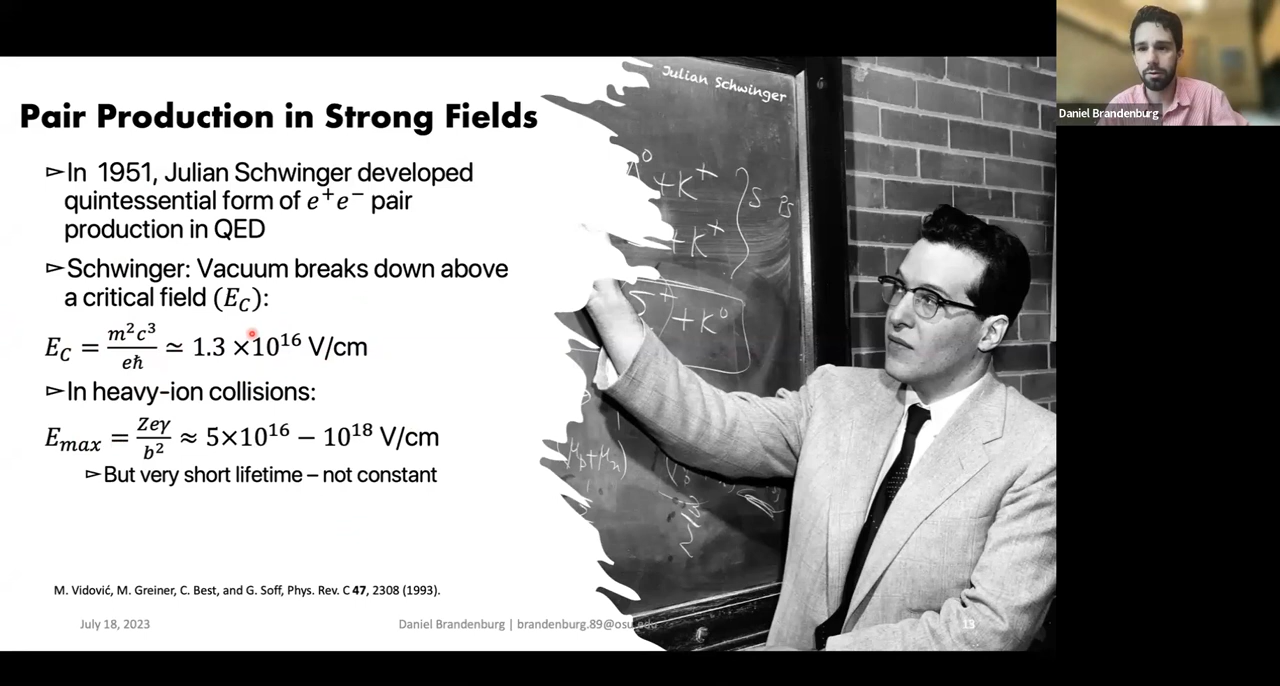 Pair Production in Strong Fields
▻In 1951, Julian Schwinger developed
quintessential form of e⁺e⁻ pair
production in QED
▻Schwinger: Vacuum breaks down above
a critical field (E_C):
E_C = m²c³/eħ ≃ 1.3 ×10¹⁶ V/cm
▻In heavy-ion collisions:
E_max = Zeγ/b² ≈ 5×10¹⁶ − 10¹⁸ V/cm
▻But very short lifetime – not constant
M. Vidović, M. Greiner, C. Best, and G. Soff, Phys. Rev. C 47, 2308 (1993).
July 18, 2023
Daniel Brandenburg | brandenburg.89@osu.edu
13
Julian Schwinger
+K⁺
+K⁺
+ K⁰
Daniel Brandenburg